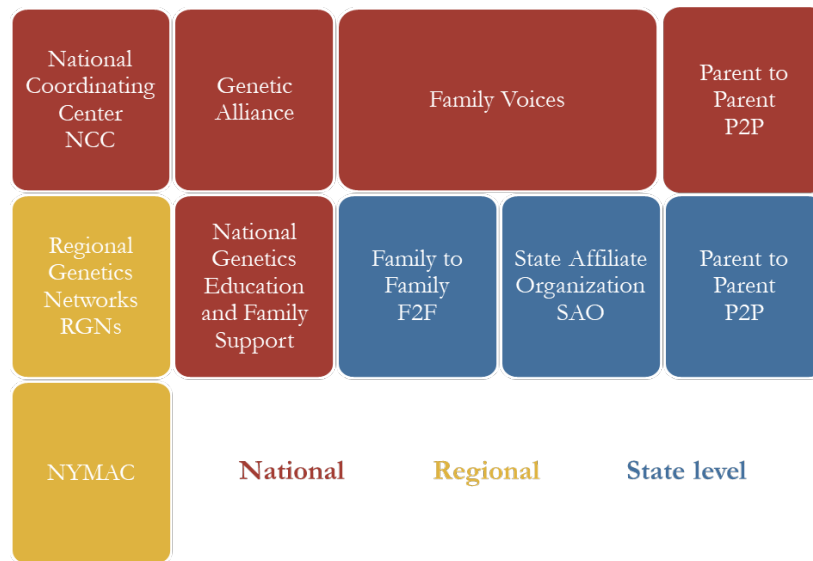 National
Coordinating
Center
NCC
Genetic
Alliance
Family Voices
Parent to
Parent
P2P
Regional
Genetics
Networks
RGNs
National
Genetics
Education
and Family
Support
Family to
Family
F2F
State Affiliate
Organization
SAO
Parent to
Parent
P2P
NYMAC
National
Regional
State level